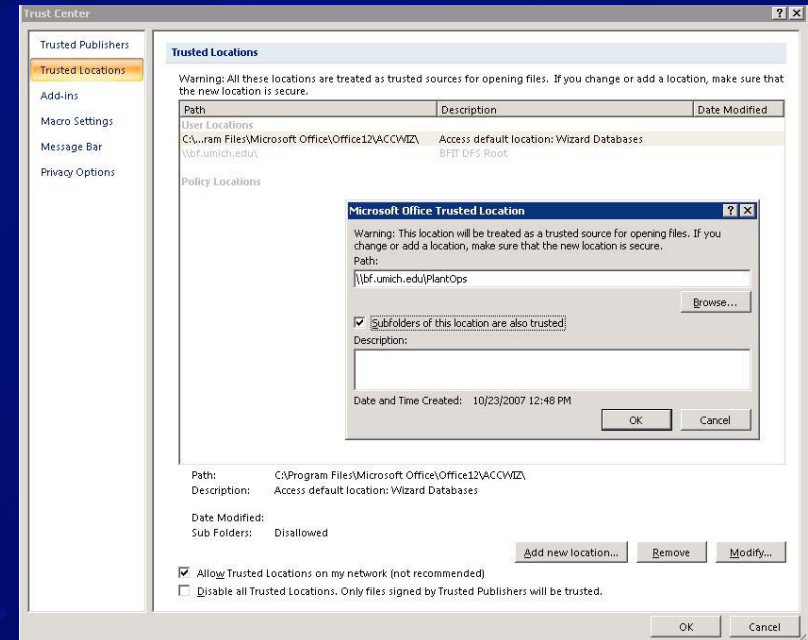 Trust Center
Trusted Publishers
Trusted Locations
Add-ins
Macro Settings
Message Bar
Privacy Options
Trusted Locations
Warning: All these locations are treated as trusted sources for opening files. If you change or add a location, make sure that
the new location is secure.
Path Description Date Modified
User Locations
C:\...ram Files\Microsoft Office\Office12\ACCWIZ\ Access default location: Wizard Databases
\\bf.umich.edu\ BFIT DFS Root
Policy Locations
Microsoft Office Trusted Location
Warning: This location will be treated as a trusted source for opening files. If you
change or add a location, make sure that the new location is secure.
Path:
\\bf.umich.edu\PlantOps
Browse...
Subfolders of this location are also trusted
Description:
Date and Time Created: 10/23/2007 12:48 PM
OK Cancel
Path: C:\Program Files\Microsoft Office\Office12\ACCWIZ\
Description: Access default location: Wizard Databases
Date Modified:
Sub Folders: Disallowed
Add new location... Remove Modify...
Allow Trusted Locations on my network (not recommended)
Disable all Trusted Locations. Only files signed by Trusted Publishers will be trusted.
OK Cancel